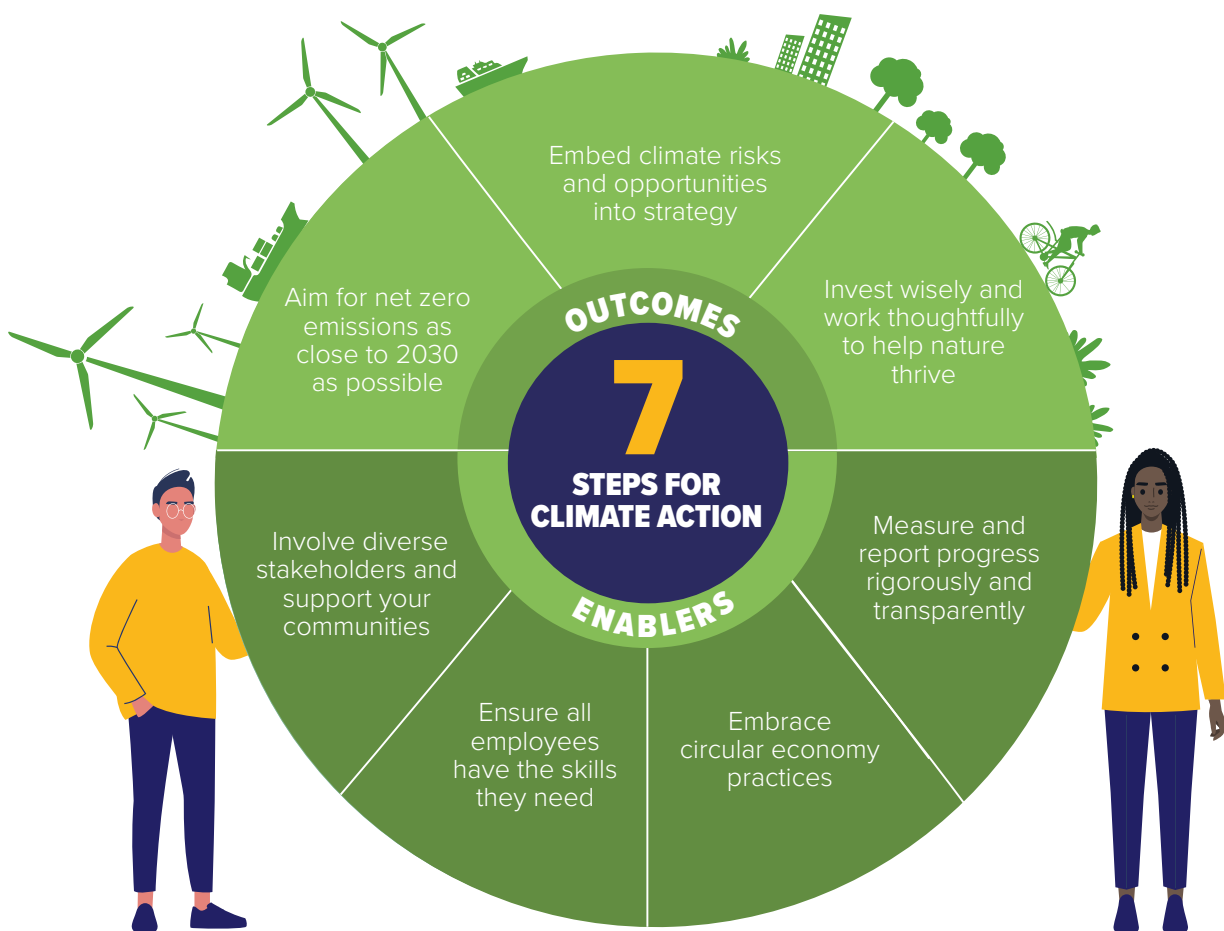 Embed climate risks
and opportunities
into strategy
Aim for net zero
emissions as
close to 2030
as possible
Invest wisely and
work thoughtfully
to help nature
thrive
OUTCOMES
7
STEPS FOR
CLIMATE ACTION
ENABLERS
Involve diverse
stakeholders and
support your
communities
Measure and
report progress
rigorously and
transparently
Ensure all
employees
have the skills
they need
Embrace
circular economy
practices